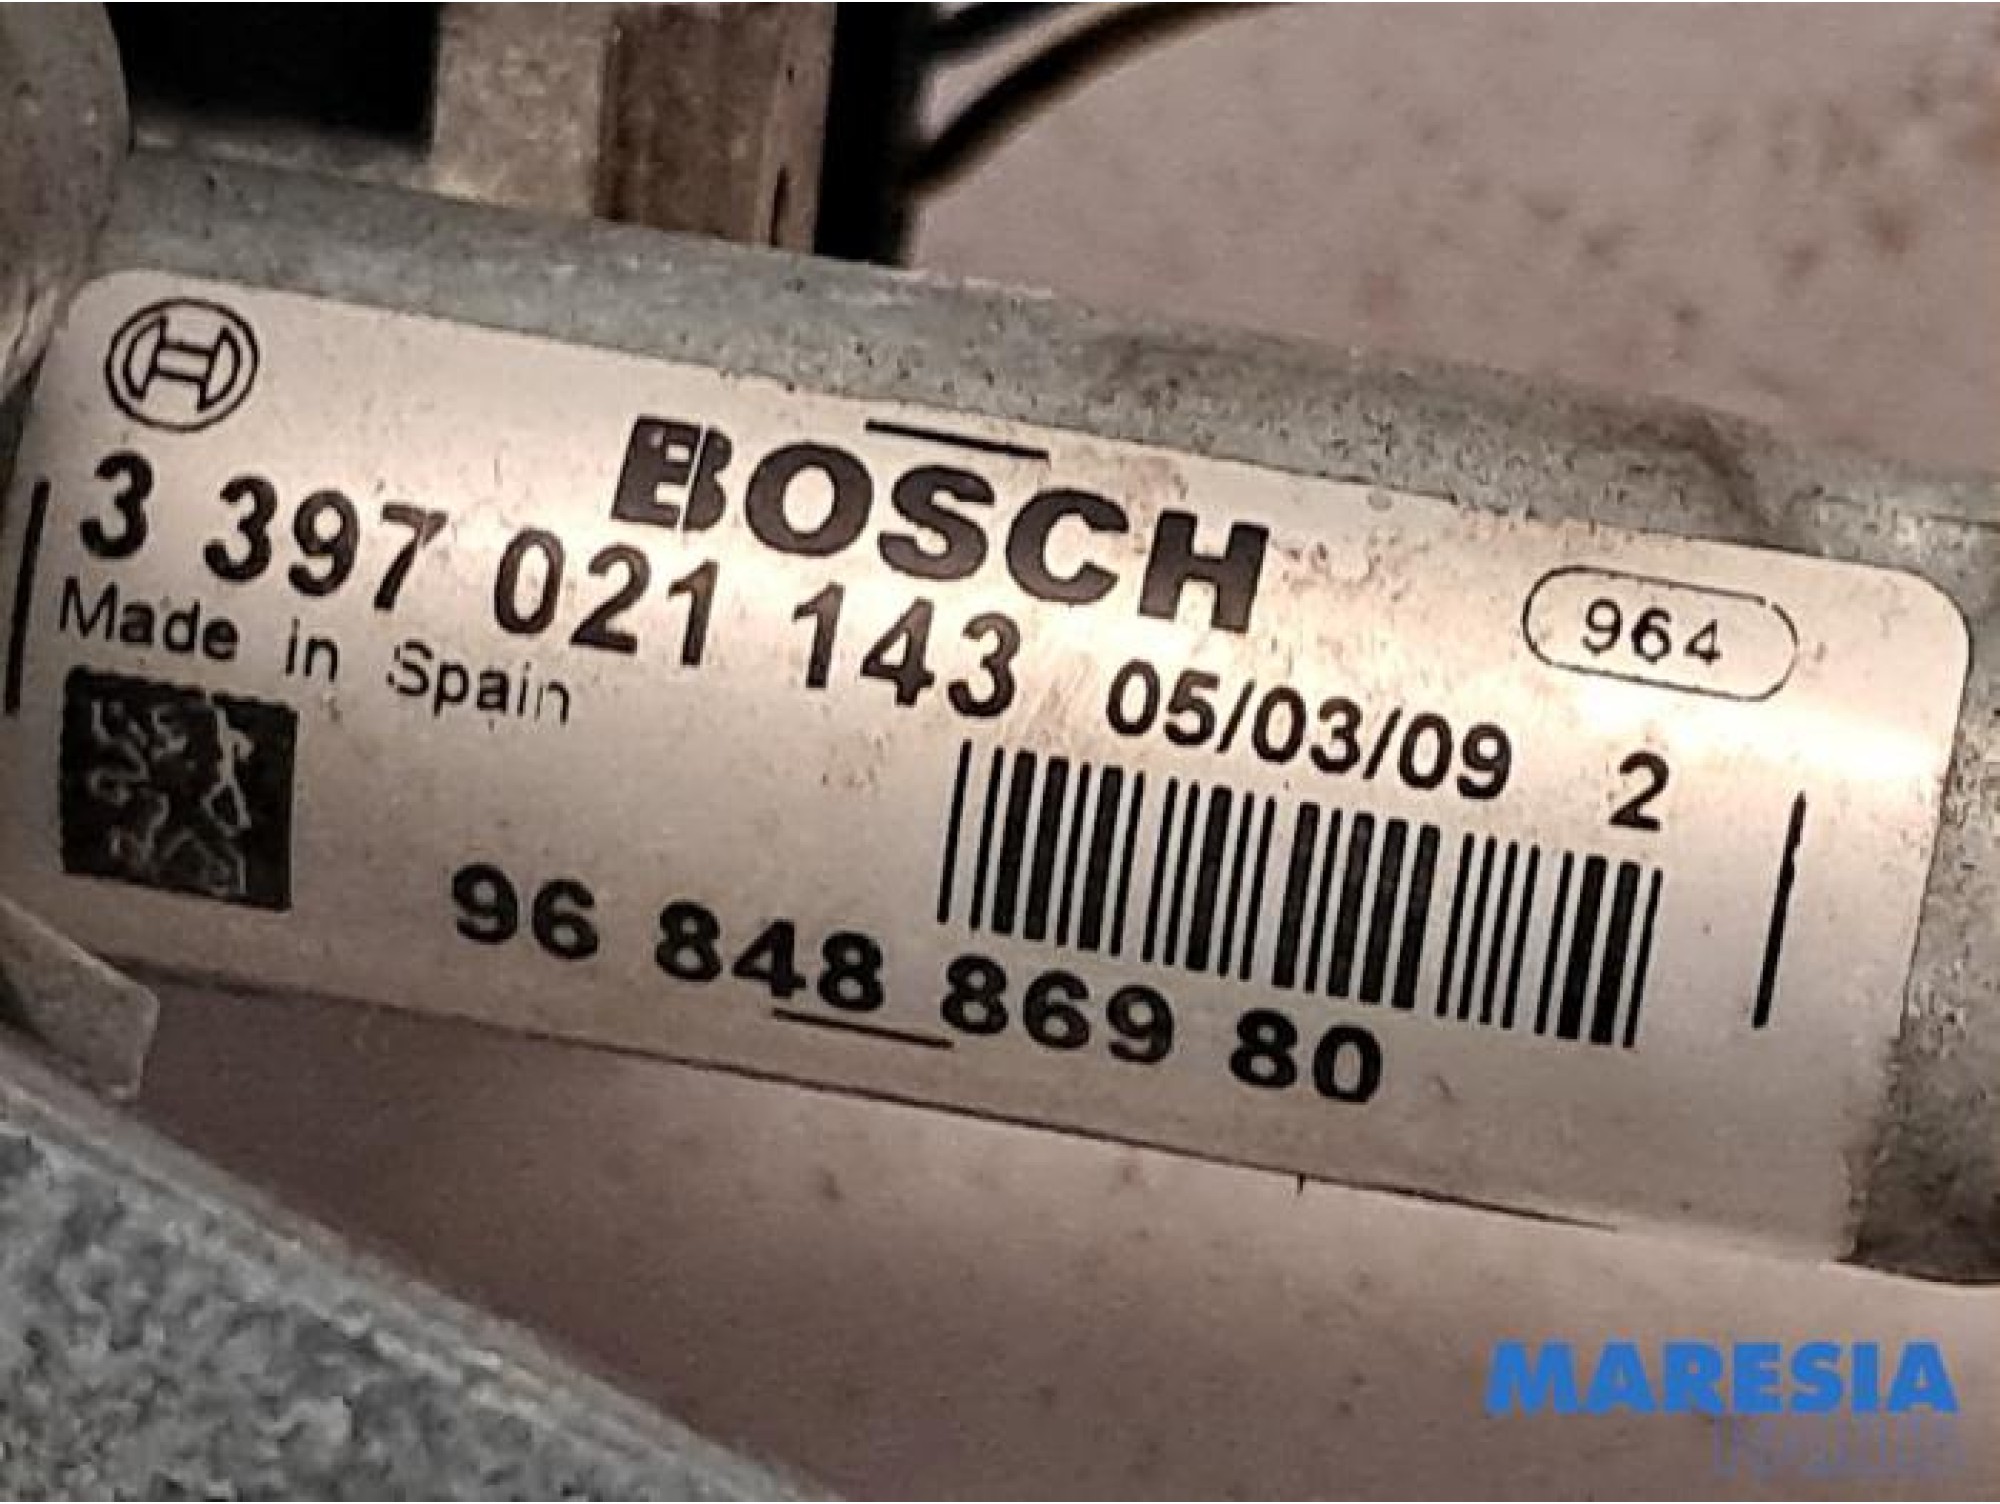 BOSCH
3 397 021 143
964
Made in Spain
05/03/09 2
96 848 869 80
MARESIA